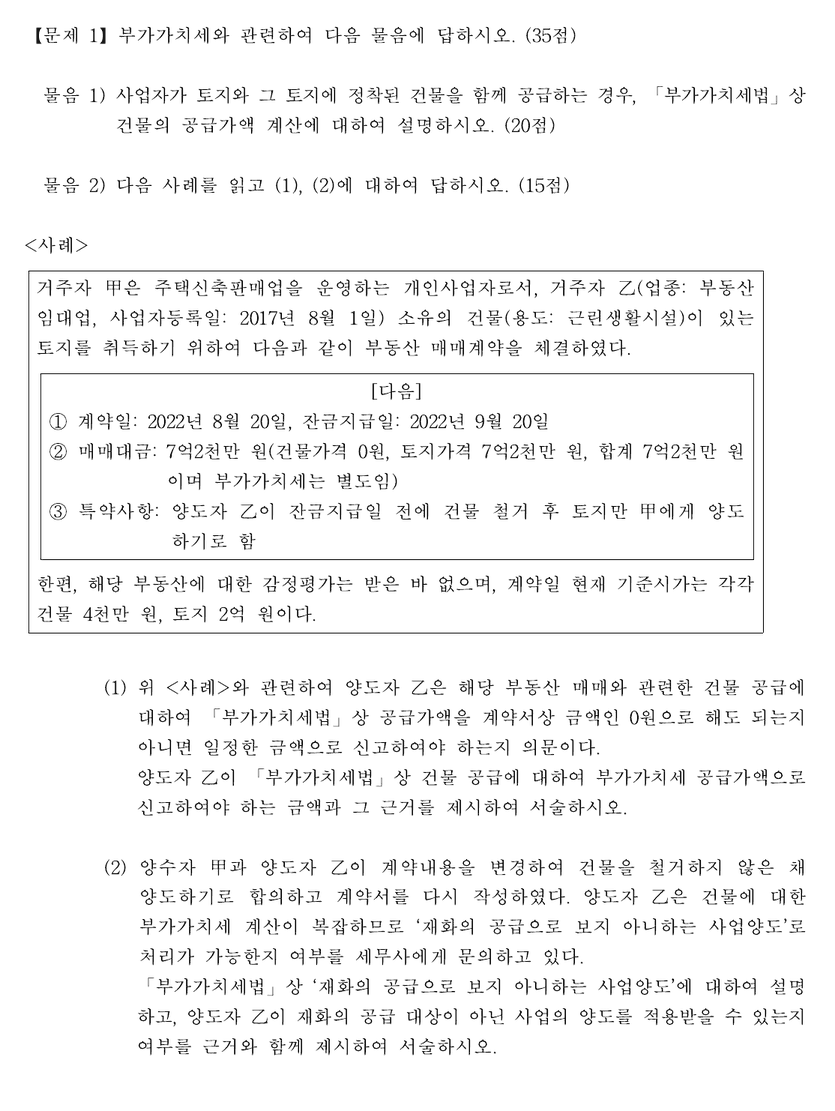 【문제 1】 부가가치세와 관련하여 다음 물음에 답하시오. (35점)
물음 1) 사업자가 토지와 그 토지에 정착된 건물을 함께 공급하는 경우, 「부가가치세법」상
건물의 공급가액 계산에 대하여 설명하시오. (20점)
물음 2) 다음 사례를 읽고 (1), (2)에 대하여 답하시오. (15점)
<사례>
거주자 甲은 주택신축판매업을 운영하는 개인사업자로서, 거주자 乙(업종: 부동산
임대업, 사업자등록일: 2017년 8월 1일) 소유의 건물(용도: 근린생활시설)이 있는
토지를 취득하기 위하여 다음과 같이 부동산 매매계약을 체결하였다.
[다음]
① 계약일: 2022년 8월 20일, 잔금지급일: 2022년 9월 20일
② 매매대금: 7억2천만 원(건물가격 0원, 토지가격 7억2천만 원, 합계 7억2천만 원
이며 부가가치세는 별도임)
③ 특약사항: 양도자 乙이 잔금지급일 전에 건물 철거 후 토지만 甲에게 양도
하기로 함
한편, 해당 부동산에 대한 감정평가는 받은 바 없으며, 계약일 현재 기준시가는 각각
건물 4천만 원, 토지 2억 원이다.
(1) 위 <사례>와 관련하여 양도자 乙은 해당 부동산 매매와 관련한 건물 공급에
대하여 「부가가치세법」상 공급가액을 계약서상 금액인 0원으로 해도 되는지
아니면 일정한 금액으로 신고하여야 하는지 의문이다.
양도자 乙이 「부가가치세법」상 건물 공급에 대하여 부가가치세 공급가액으로
신고하여야 하는 금액과 그 근거를 제시하여 서술하시오.
(2) 양수자 甲과 양도자 乙이 계약내용을 변경하여 건물을 철거하지 않은 채
양도하기로 합의하고 계약서를 다시 작성하였다. 양도자 乙은 건물에 대한
부가가치세 계산이 복잡하므로 ‘재화의 공급으로 보지 아니하는 사업양도’로
처리가 가능한지 여부를 세무사에게 문의하고 있다.
「부가가치세법」상 ‘재화의 공급으로 보지 아니하는 사업양도’에 대하여 설명
하고, 양도자 乙이 재화의 공급 대상이 아닌 사업의 양도를 적용받을 수 있는지
여부를 근거와 함께 제시하여 서술하시오.